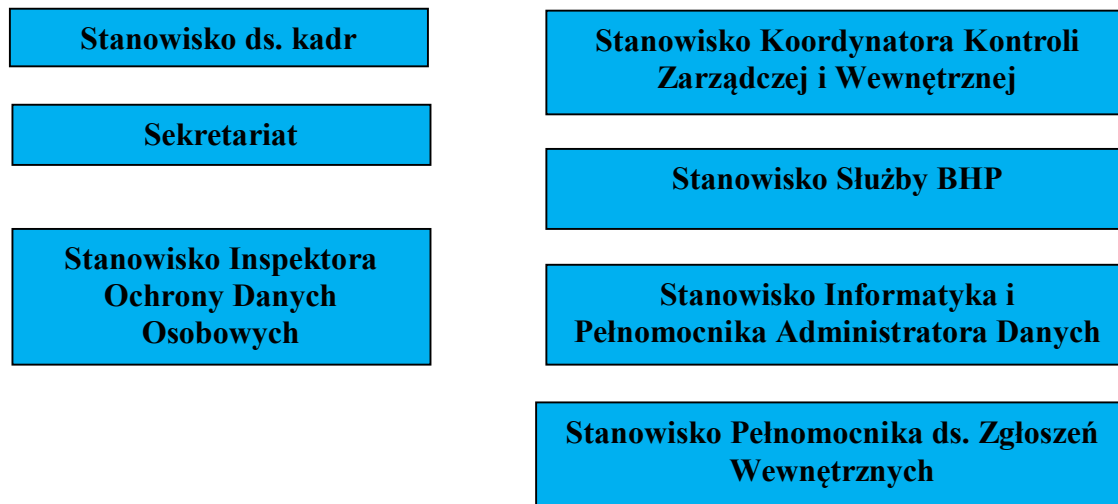 Stanowisko ds. kadr
Sekretariat
Stanowisko Inspektora
Ochrony Danych
Osobowych
Stanowisko Koordynatora Kontroli
Zarządczej i Wewnętrznej
Stanowisko Służby BHP
Stanowisko Informatyka i
Pełnomocnika Administratora Danych
Stanowisko Pełnomocnika ds. Zgłoszeń
Wewnętrznych